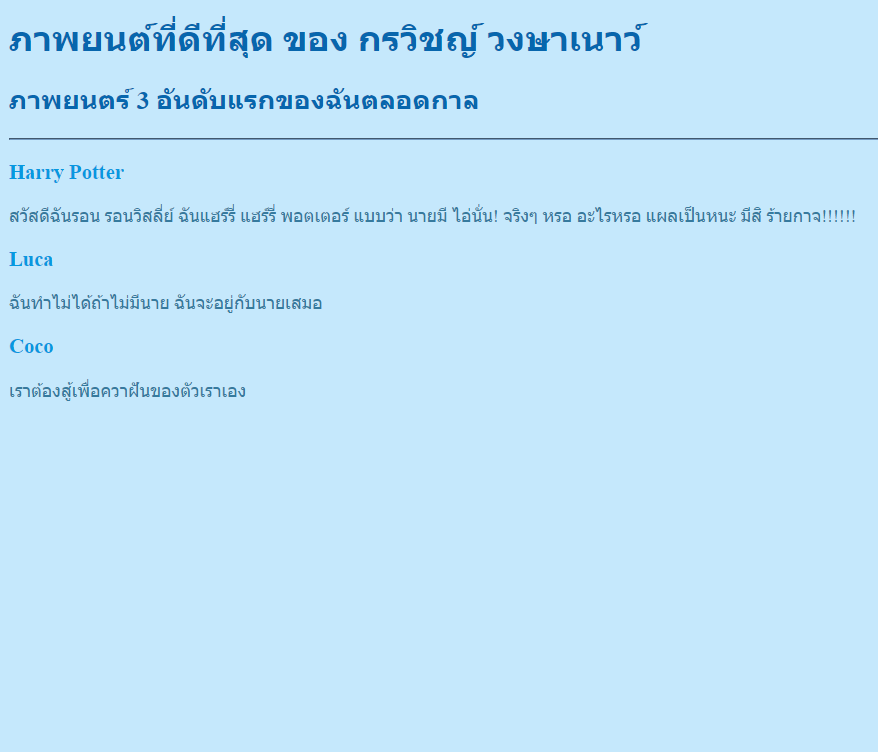 ภาพยนต์ที่ดีที่สุด ของ กรวิชญ์ วงษาเนาว์
ภาพยนตร์ 3 อันดับแรกของฉันตลอดกาล
Harry Potter
สวัสดีฉันรอน รอนวิสลี่ย์ ฉันแฮร์รี่ แฮร์รี่ พอตเตอร์ แบบว่า นายมี ไอ่นั่น! จริงๆ หรอ อะไรหรอ แผลเป็นหนะ มีสิ ร้ายกาจ!!!!!!
Luca
ฉันทำไม่ได้ถ้าไม่มีนาย ฉันจะอยู่กับนายเสมอ
Coco
เราต้องสู้เพื่อควาฝันของตัวเราเอง